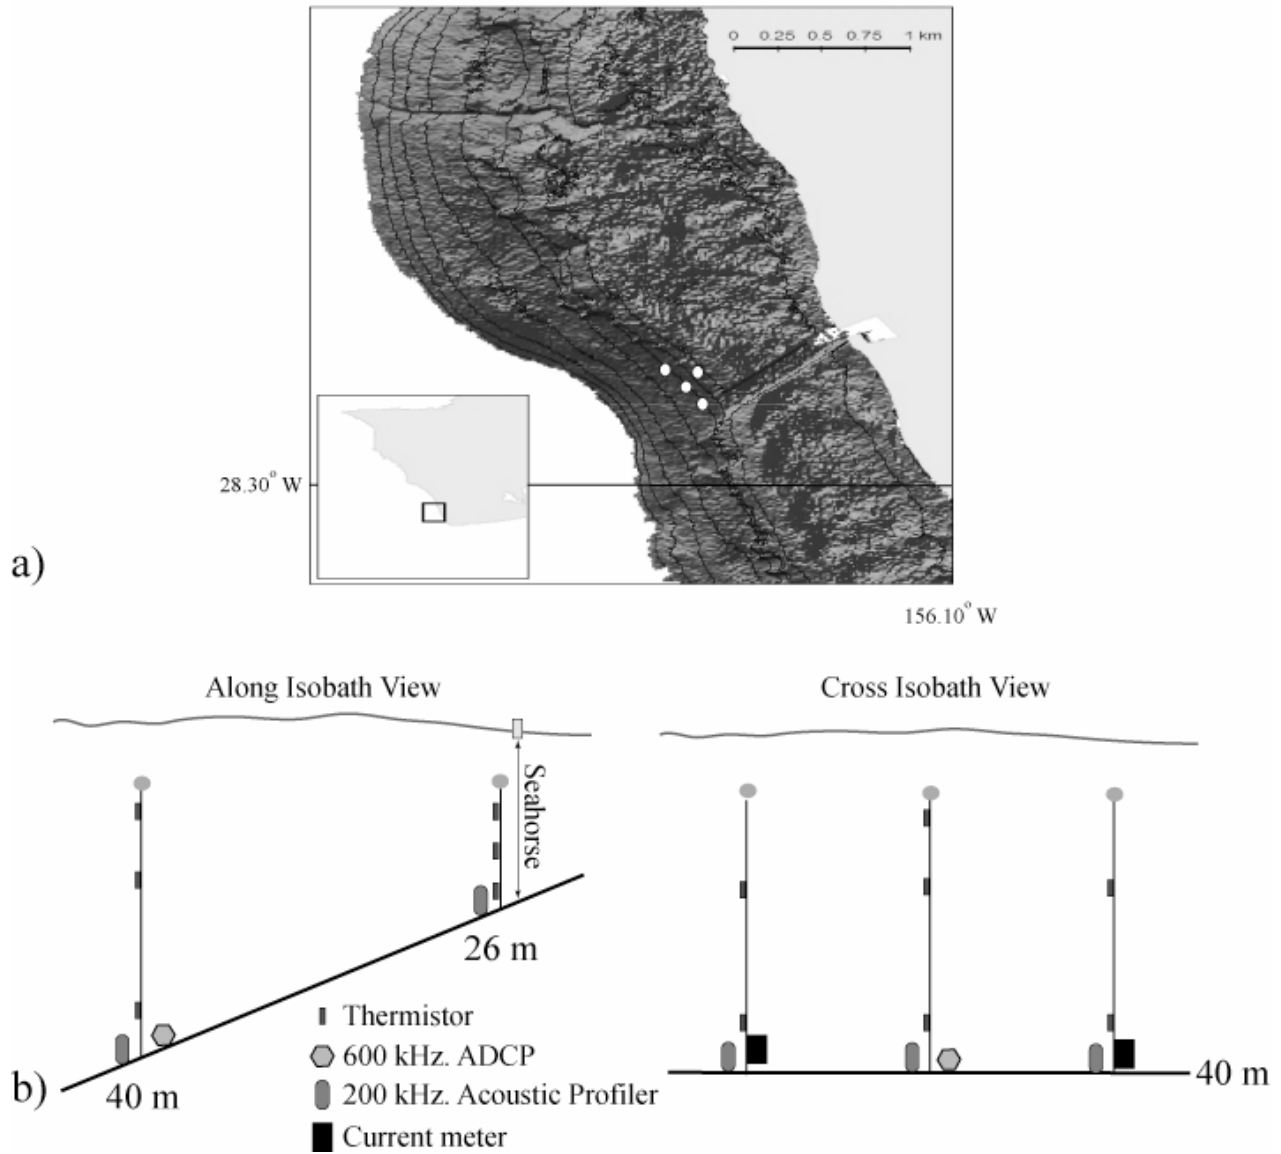 0 0.25 0.5 0.75 1 km
28.30° W
a)
156.10° W
Along Isobath View
Cross Isobath View
Seahorse
26 m
Thermistor
600 kHz. ADCP
200 kHz. Acoustic Profiler
Current meter
40 m
b)
40 m